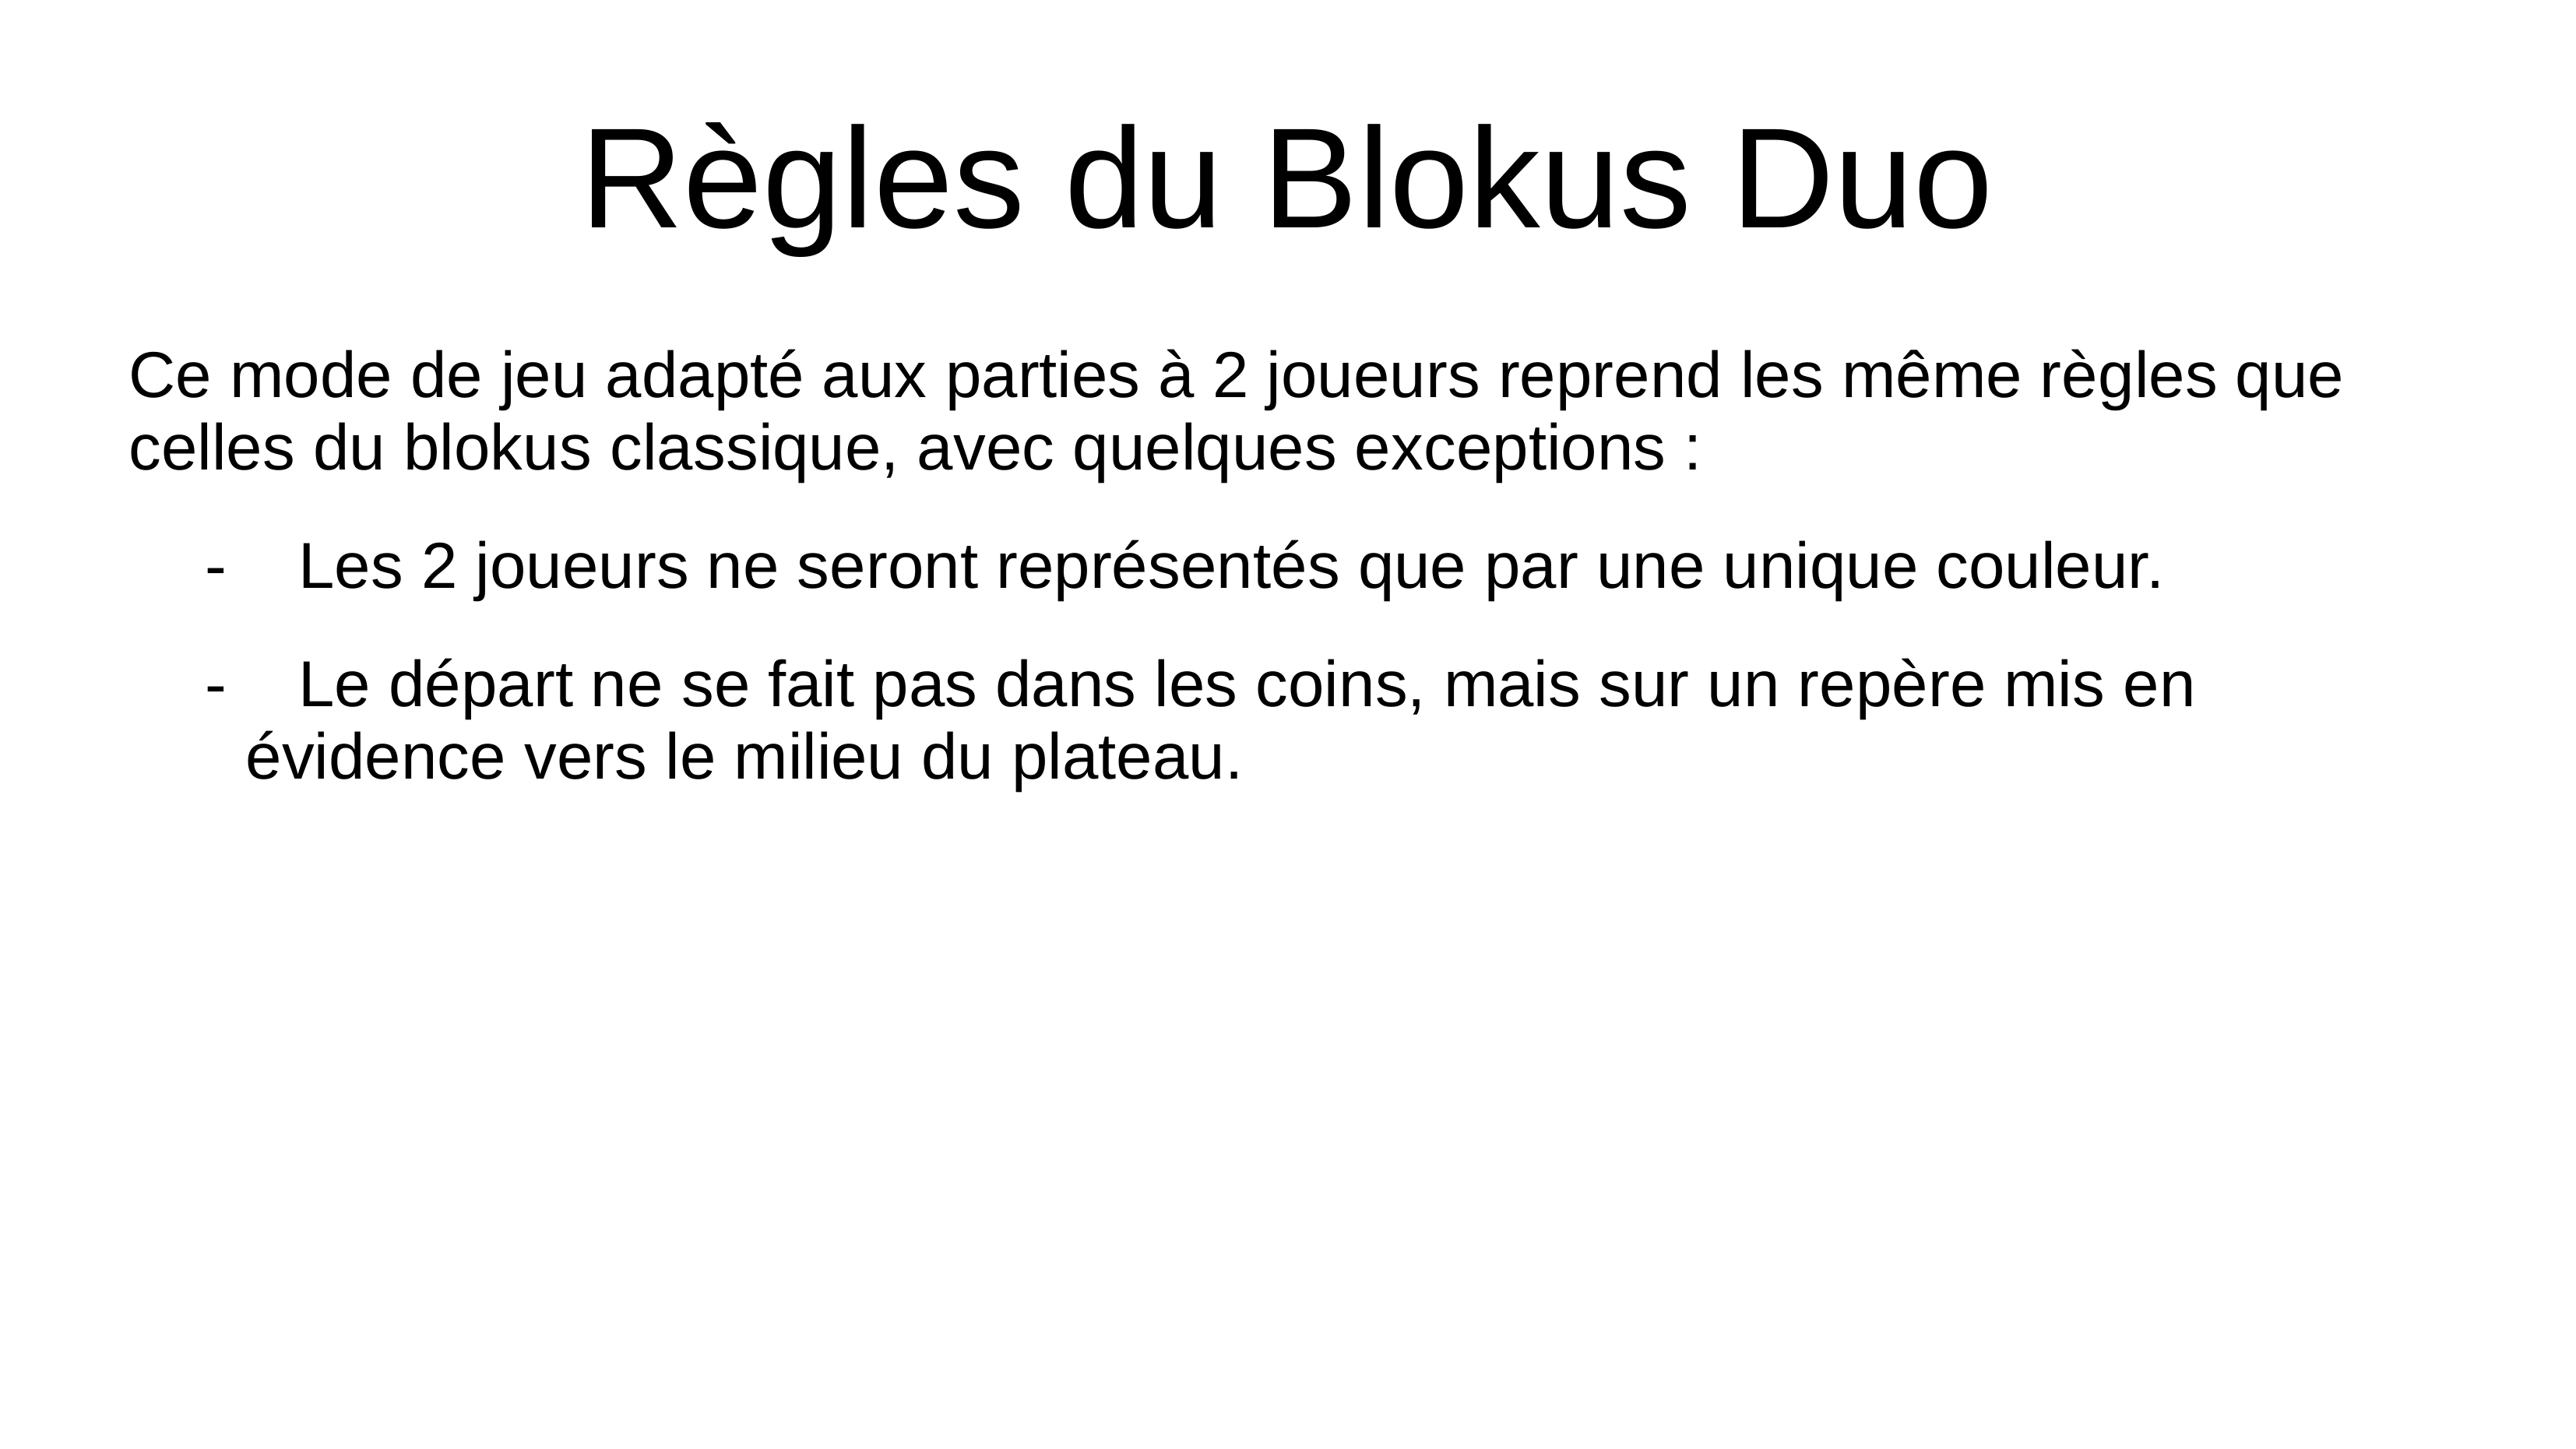 Règles du Blokus Duo
Ce mode de jeu adapté aux parties à 2 joueurs reprend les même règles que
celles du blokus classique, avec quelques exceptions :
- Les 2 joueurs ne seront représentés que par une unique couleur.
- Le départ ne se fait pas dans les coins, mais sur un repère mis en
évidence vers le milieu du plateau.